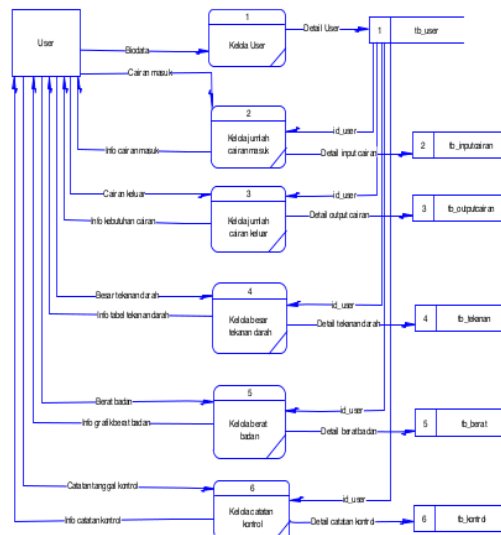 User
1
Kelola User
Detail User
1
tb_user
Biodata
Cairan masuk
2
Kelola jumlah
cairan masuk
id_user
Info cairan masuk
Detail input cairan
2
tb_inputcairan
3
Kelola jumlah
cairan keluar
Cairan keluar
id_user
Info kebutuhan cairan
Detail output cairan
3
tb_outputcairan
4
Kelola besar
tekanan darah
Besar tekanan darah
id_user
Info tabel tekanan darah
Detail tekanan darah
4
tb_tekanan
5
Kelola berat
badan
Berat badan
id_user
Info grafik berat badan
Detail berat badan
5
tb_berat
6
Kelola catatan
kontrol
Catatan tanggal kontrol
id_user
Info catatan kontrol
Detail catatan kontrol
6
tb_kontrol